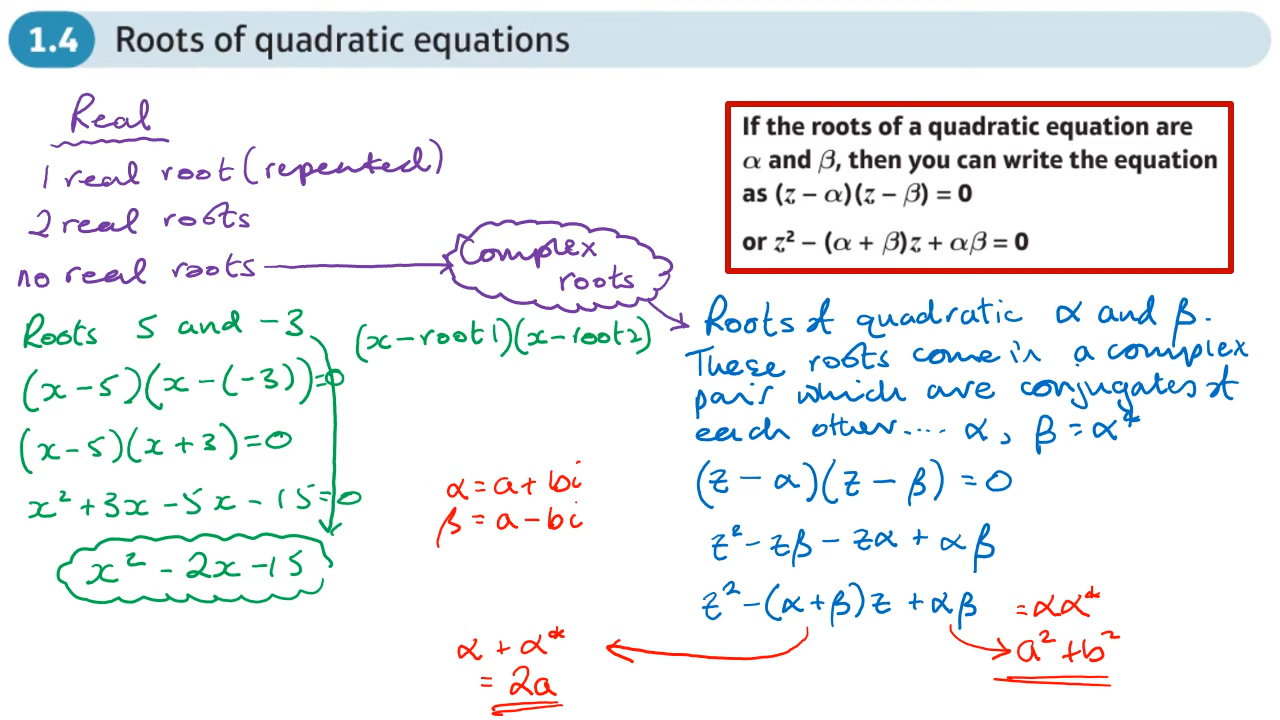 1.4 Roots of quadratic equations
Real
1 real root (repeated)
2 real roots
no real roots
Complex
roots
If the roots of a quadratic equation are
α and β, then you can write the equation
as (z − α)(z − β) = 0
or z² − (α + β)z + αβ = 0
Roots 5 and -3
(x - 5)(x - (-3)) = 0
(x - 5)(x + 3) = 0
x² + 3x - 5x - 15 = 0
x² - 2x - 15
(x - root1)(x - root2)
Roots of quadratic α and β.
These roots come in a complex
pair which are conjugates of
each other.... α, β = α*
(z - α)(z - β) = 0
z² - zβ - zα + αβ
z² - (α + β)z + αβ
= αα*
a² + b²
α = a + bi
β = a - bi
α + α*
= 2a